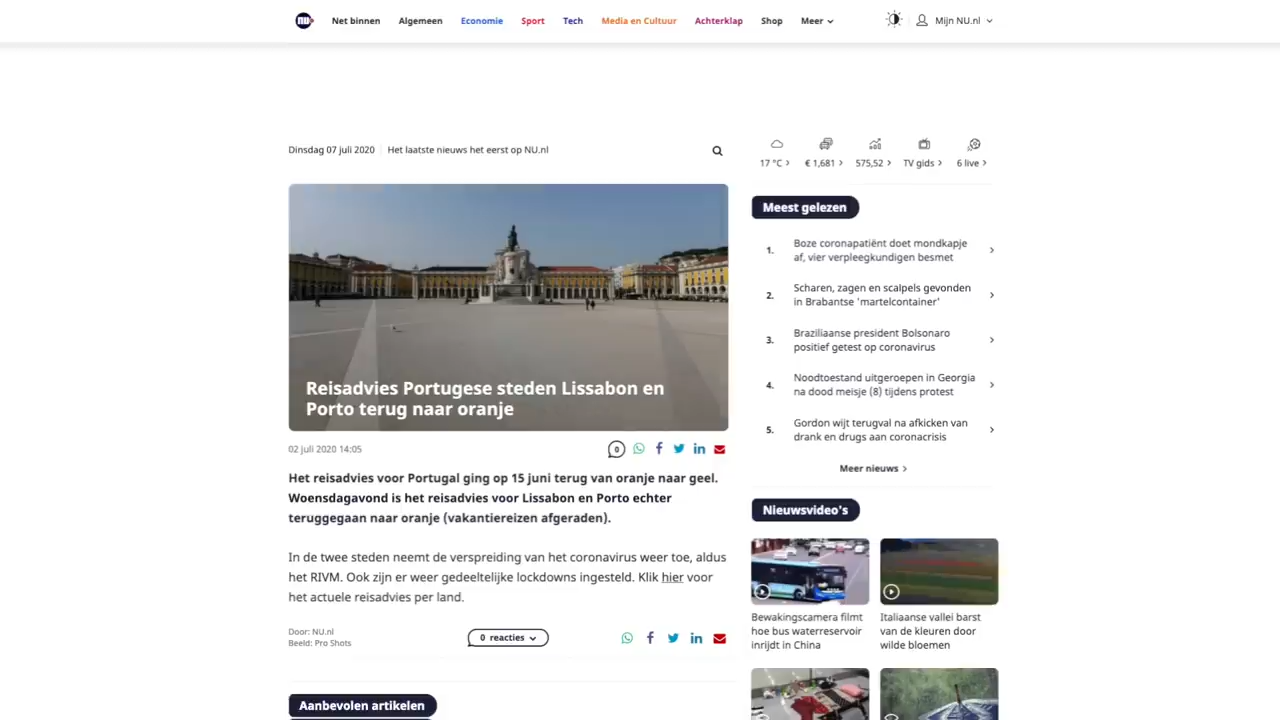 NU
Net binnen
Algemeen
Economie
Sport
Tech
Media en Cultuur
Achterklap
Shop
Meer
Mijn NU.nl
Dinsdag 07 juli 2020
Het laatste nieuws het eerst op NU.nl
17 °C
€ 1,681
575,52
TV gids
6 live
Reisadvies Portugese steden Lissabon en
Porto terug naar oranje
02 juli 2020 14:05
0
Het reisadvies voor Portugal ging op 15 juni terug van oranje naar geel.
Woensdagavond is het reisadvies voor Lissabon en Porto echter
teruggegaan naar oranje (vakantiereizen afgeraden).
In de twee steden neemt de verspreiding van het coronavirus weer toe, aldus
het RIVM. Ook zijn er weer gedeeltelijke lockdowns ingesteld. Klik hier voor
het actuele reisadvies per land.
Door: NU.nl
Beeld: Pro Shots
0 reacties
Aanbevolen artikelen
Meest gelezen
1. Boze coronapatiënt doet mondkapje
af, vier verpleegkundigen besmet
2. Scharen, zagen en scalpels gevonden
in Brabantse 'martelcontainer'
3. Braziliaanse president Bolsonaro
positief getest op coronavirus
4. Noodtoestand uitgeroepen in Georgia
na dood meisje (8) tijdens protest
5. Gordon wijt terugval na afkicken van
drank en drugs aan coronacrisis
Meer nieuws
Nieuwsvideo's
Bewakingscamera filmt
hoe bus waterreservoir
inrijdt in China
Italiaanse vallei barst
van de kleuren door
wilde bloemen